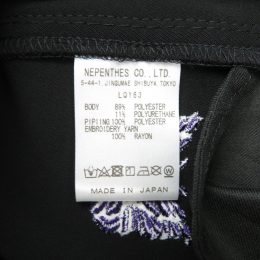 NEPENTHES CO., LTD.
5-44-1 JINGUMAE SHIBUYA TOKYO
LQ163
BODY 89% POLYESTER
11% POLYURETHANE
PIPIING 100% POLYESTER
EMBROIDERY YARN
100% RAYON
MADE IN JAPAN